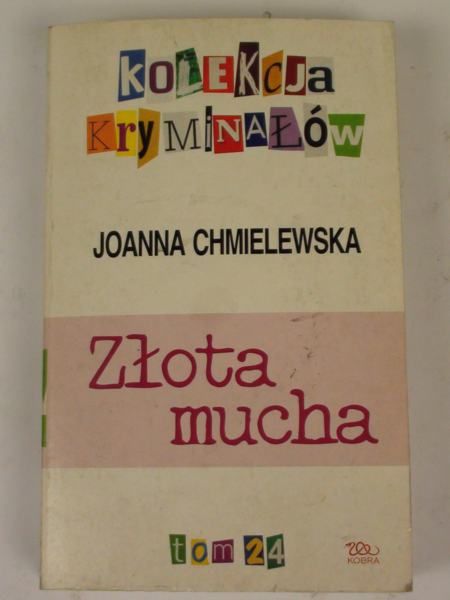 KOLEKCJA
KryMiNAŁÓw
JOANNA CHMIELEWSKA
Złota
mucha
tom 24
KOBRA